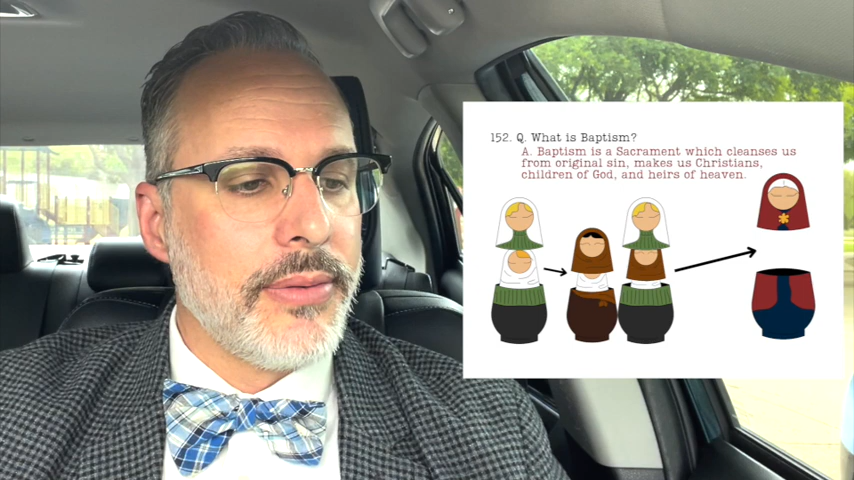 152. Q. What is Baptism?
A. Baptism is a Sacrament which cleanses us
from original sin, makes us Christians,
children of God, and heirs of heaven.